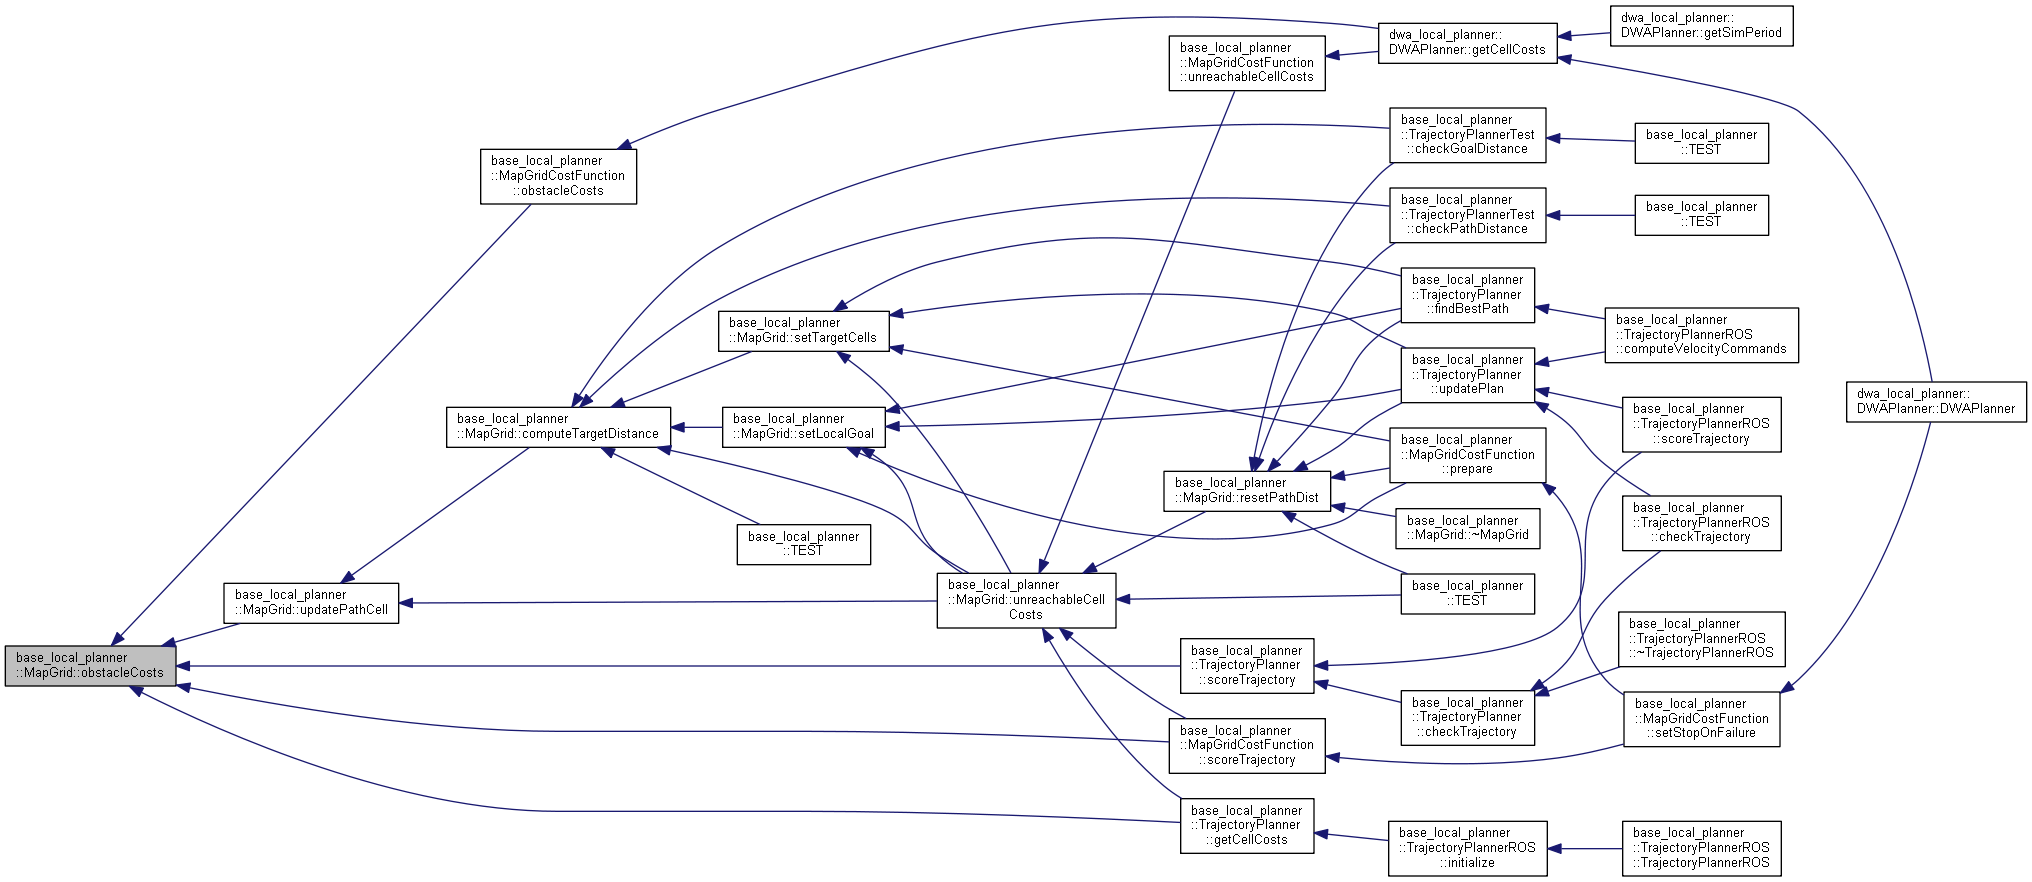 base_local_planner
::MapGrid::obstacleCosts
base_local_planner
::MapGridCostFunction
::obstacleCosts
base_local_planner
::MapGrid::updatePathCell
base_local_planner
::MapGrid::computeTargetDistance
base_local_planner
::MapGrid::setTargetCells
base_local_planner
::MapGrid::setLocalGoal
base_local_planner
::TEST
base_local_planner
::MapGrid::unreachableCell
Costs
base_local_planner
::MapGridCostFunction
::unreachableCellCosts
base_local_planner
::MapGrid::resetPathDist
base_local_planner
::TrajectoryPlanner
::scoreTrajectory
base_local_planner
::MapGridCostFunction
::scoreTrajectory
base_local_planner
::TrajectoryPlanner
::getCellCosts
dwa_local_planner::
DWAPlanner::getCellCosts
base_local_planner
::TrajectoryPlannerTest
::checkGoalDistance
base_local_planner
::TrajectoryPlannerTest
::checkPathDistance
base_local_planner
::TrajectoryPlanner
::findBestPath
base_local_planner
::TrajectoryPlanner
::updatePlan
base_local_planner
::MapGridCostFunction
::prepare
base_local_planner
::MapGrid::~MapGrid
base_local_planner
::TEST
base_local_planner
::TrajectoryPlanner
::checkTrajectory
base_local_planner
::TrajectoryPlannerROS
::initialize
dwa_local_planner::
DWAPlanner::getSimPeriod
base_local_planner
::TEST
base_local_planner
::TEST
base_local_planner
::TrajectoryPlannerROS
::computeVelocityCommands
base_local_planner
::TrajectoryPlannerROS
::scoreTrajectory
base_local_planner
::TrajectoryPlannerROS
::checkTrajectory
base_local_planner
::TrajectoryPlannerROS
::~TrajectoryPlannerROS
base_local_planner
::MapGridCostFunction
::setStopOnFailure
base_local_planner
::TrajectoryPlannerROS
::TrajectoryPlannerROS
dwa_local_planner::
DWAPlanner::DWAPlanner